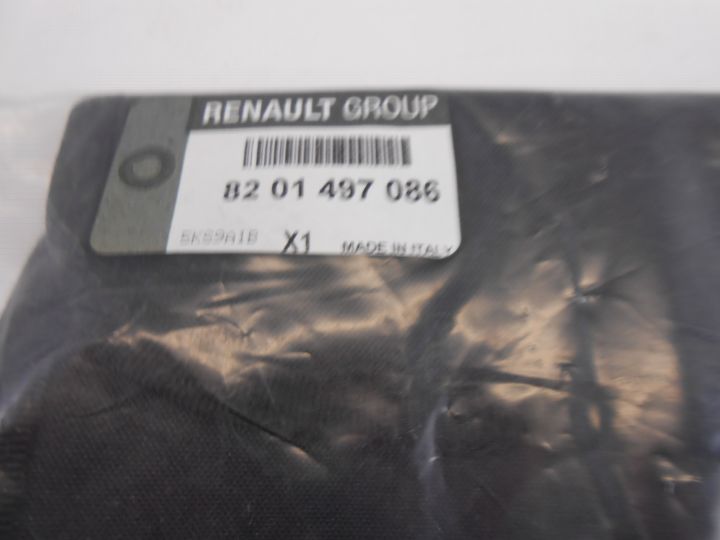 RENAULT GROUP
82 01 497 086
X1 MADE IN ITALY